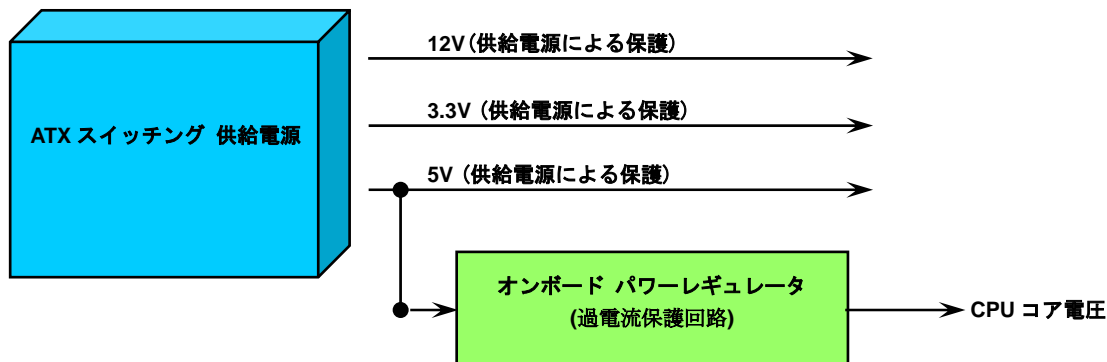 12V(供給電源による保護)
3.3V (供給電源による保護)
ATX スイッチング 供給電源
5V (供給電源による保護)
オンボード パワーレギュレータ
(過電流保護回路)
CPU コア電圧